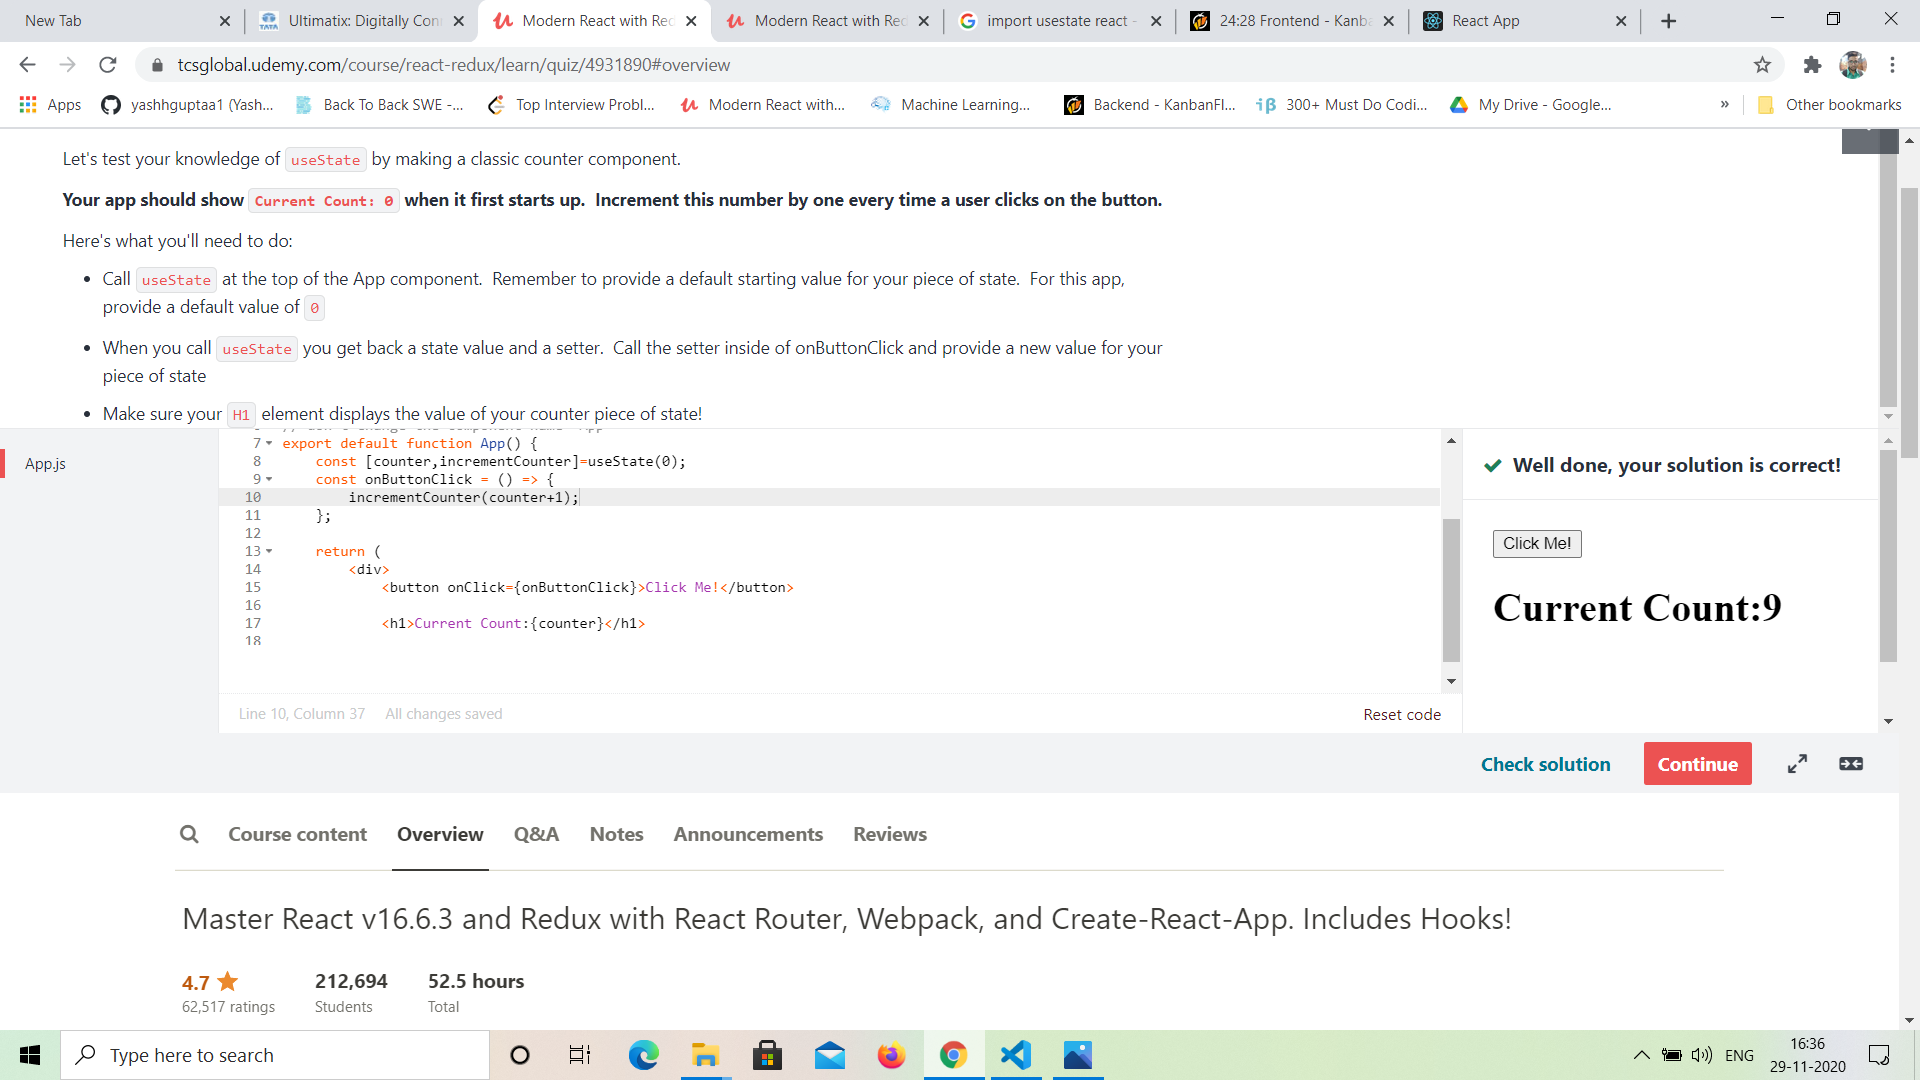 New Tab
Ultimatix: Digitally Con
Modern React with Red
Modern React with Red
import usestate react -
24:28 Frontend - Kanba
React App
tcsglobal.udemy.com/course/react-redux/learn/quiz/4931890#overview
Apps
yashhguptaa1 (Yash...
Back To Back SWE -...
Top Interview Probl...
Modern React with...
Machine Learning...
Backend - KanbanFl...
300+ Must Do Codi...
My Drive - Google...
»
Other bookmarks
Let's test your knowledge of useState by making a classic counter component.
Your app should show Current Count: 0 when it first starts up. Increment this number by one every time a user clicks on the button.
Here's what you'll need to do:
• Call useState at the top of the App component. Remember to provide a default starting value for your piece of state. For this app,
provide a default value of 0
• When you call useState you get back a state value and a setter. Call the setter inside of onButtonClick and provide a new value for your
piece of state
• Make sure your H1 element displays the value of your counter piece of state!
App.js
7 export default function App() {
8 const [counter,incrementCounter]=useState(0);
9 const onButtonClick = () => {
10 incrementCounter(counter+1);
11 };
12
13 return (
14 <div>
15 <button onClick={onButtonClick}>Click Me!</button>
16
17 <h1>Current Count:{counter}</h1>
18
Line 10, Column 37 All changes saved
Reset code
Well done, your solution is correct!
Click Me!
Current Count:9
Check solution
Continue
Course content
Overview
Q&A
Notes
Announcements
Reviews
Master React v16.6.3 and Redux with React Router, Webpack, and Create-React-App. Includes Hooks!
4.7 212,694 52.5 hours
62,517 ratings Students Total
Type here to search
ENG
16:36
29-11-2020